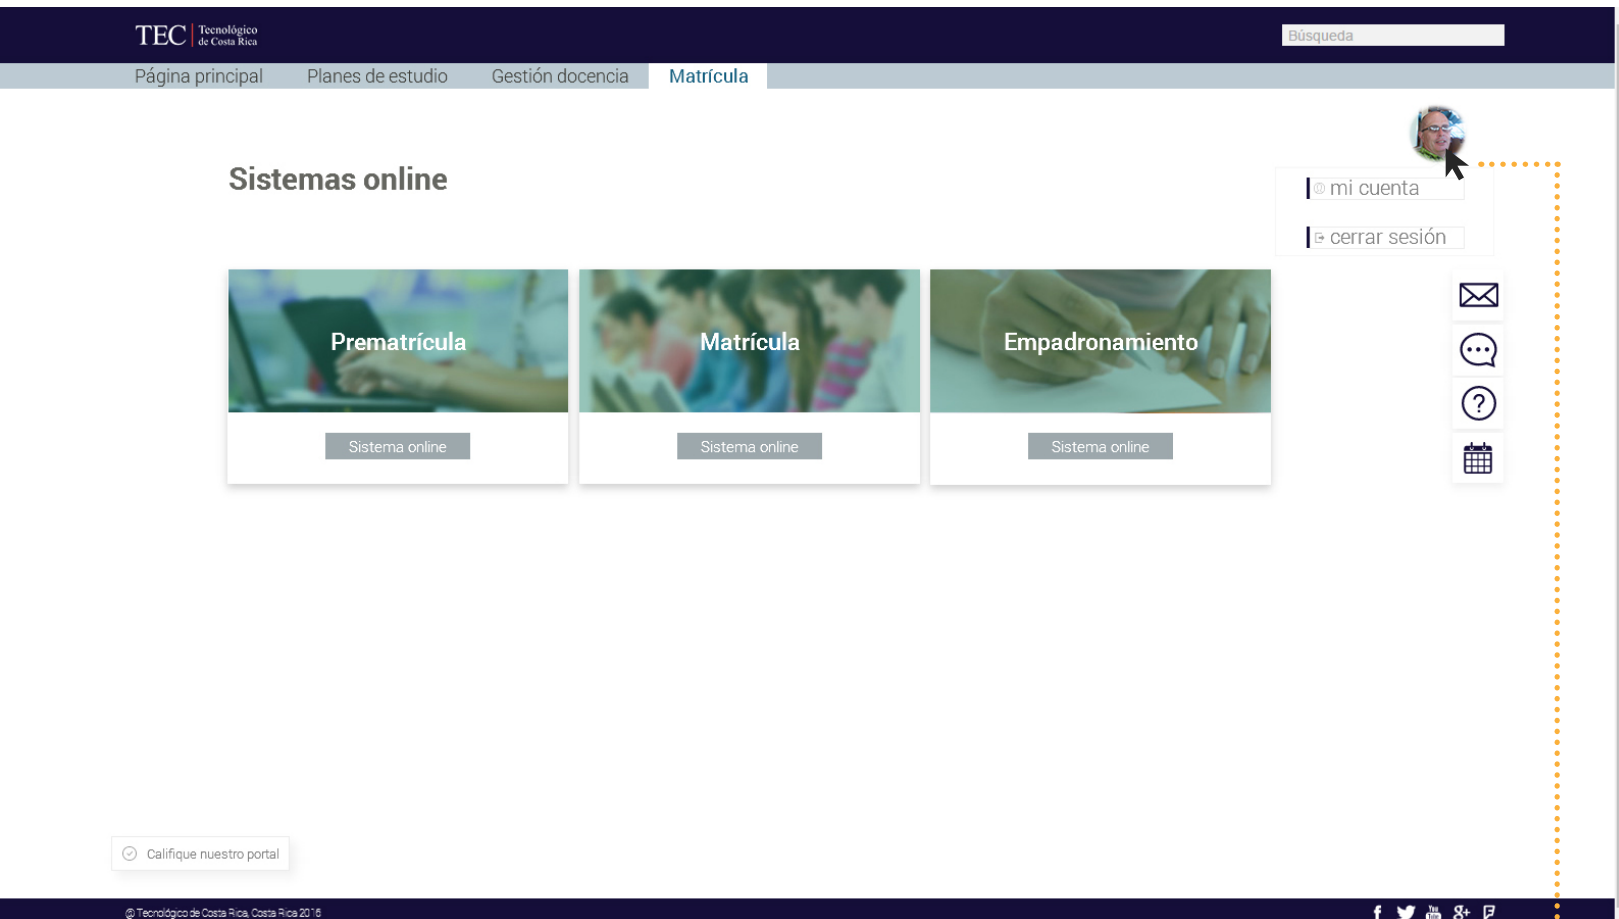 TEC Tecnológico
de Costa Rica
Búsqueda
Página principal Planes de estudio Gestión docencia Matrícula
Sistemas online
mi cuenta
cerrar sesión
Prematrícula Matrícula Empadronamiento
Sistema online Sistema online Sistema online
Califique nuestro portal
@ Tecnológico de Costa Rica, Costa Rica 2016